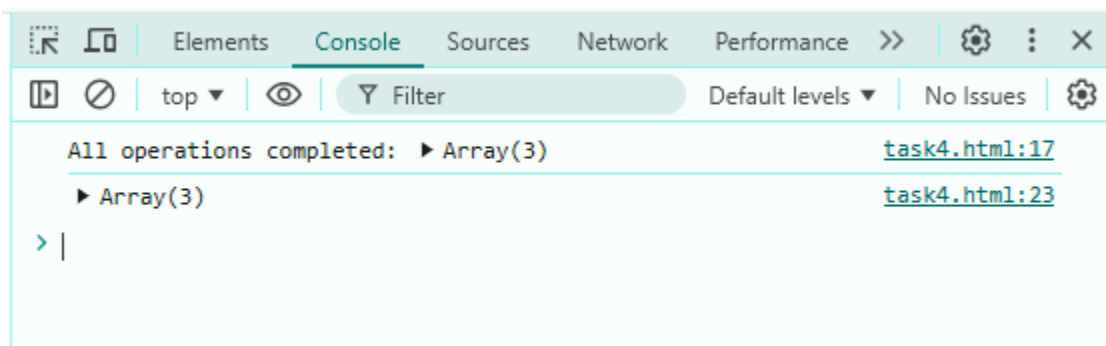 Elements Console Sources Network Performance
top Filter Default levels No Issues
All operations completed: Array(3) task4.html:17
Array(3) task4.html:23